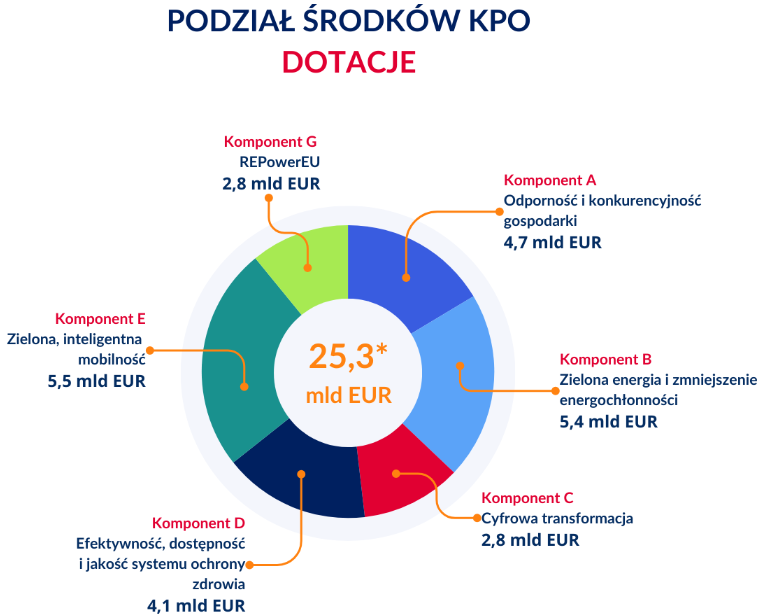 PODZIAŁ ŚRODKÓW KPO
DOTACJE
Komponent G
REPowerEU
2,8 mld EUR
Komponent A
Odporność i konkurencyjność
gospodarki
4,7 mld EUR
Komponent E
Zielona, inteligentna
mobilność
5,5 mld EUR
25,3*
mld EUR
Komponent B
Zielona energia i zmniejszenie
energochłonności
5,4 mld EUR
Komponent C
Cyfrowa transformacja
2,8 mld EUR
Komponent D
Efektywność, dostępność
i jakość systemu ochrony
zdrowia
4,1 mld EUR